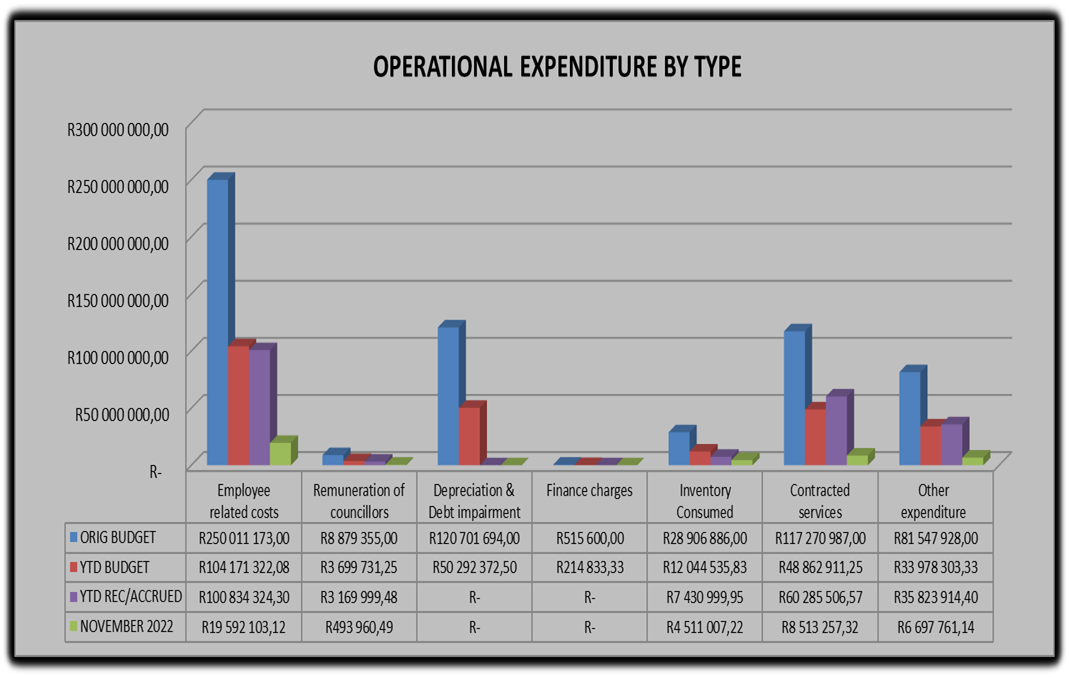 OPERATIONAL EXPENDITURE BY TYPE
R300 000 000,00
R250 000 000,00
R200 000 000,00
R150 000 000,00
R100 000 000,00
R50 000 000,00
R-
Employee related costs
Remuneration of councillors
Depreciation & Debt impairment
Finance charges
Inventory Consumed
Contracted services
Other expenditure
ORIG BUDGET R250 011 173,00 R8 879 355,00 R120 701 694,00 R515 600,00 R28 906 886,00 R117 270 987,00 R81 547 928,00
YTD BUDGET R104 171 322,08 R3 699 731,25 R50 292 372,50 R214 833,33 R12 044 535,83 R48 862 911,25 R33 978 303,33
YTD REC/ACCRUED R100 834 324,30 R3 169 999,48 R- R- R7 430 999,95 R60 285 506,57 R35 823 914,40
NOVEMBER 2022 R19 592 103,12 R493 960,49 R- R- R4 511 007,22 R8 513 257,32 R6 697 761,14